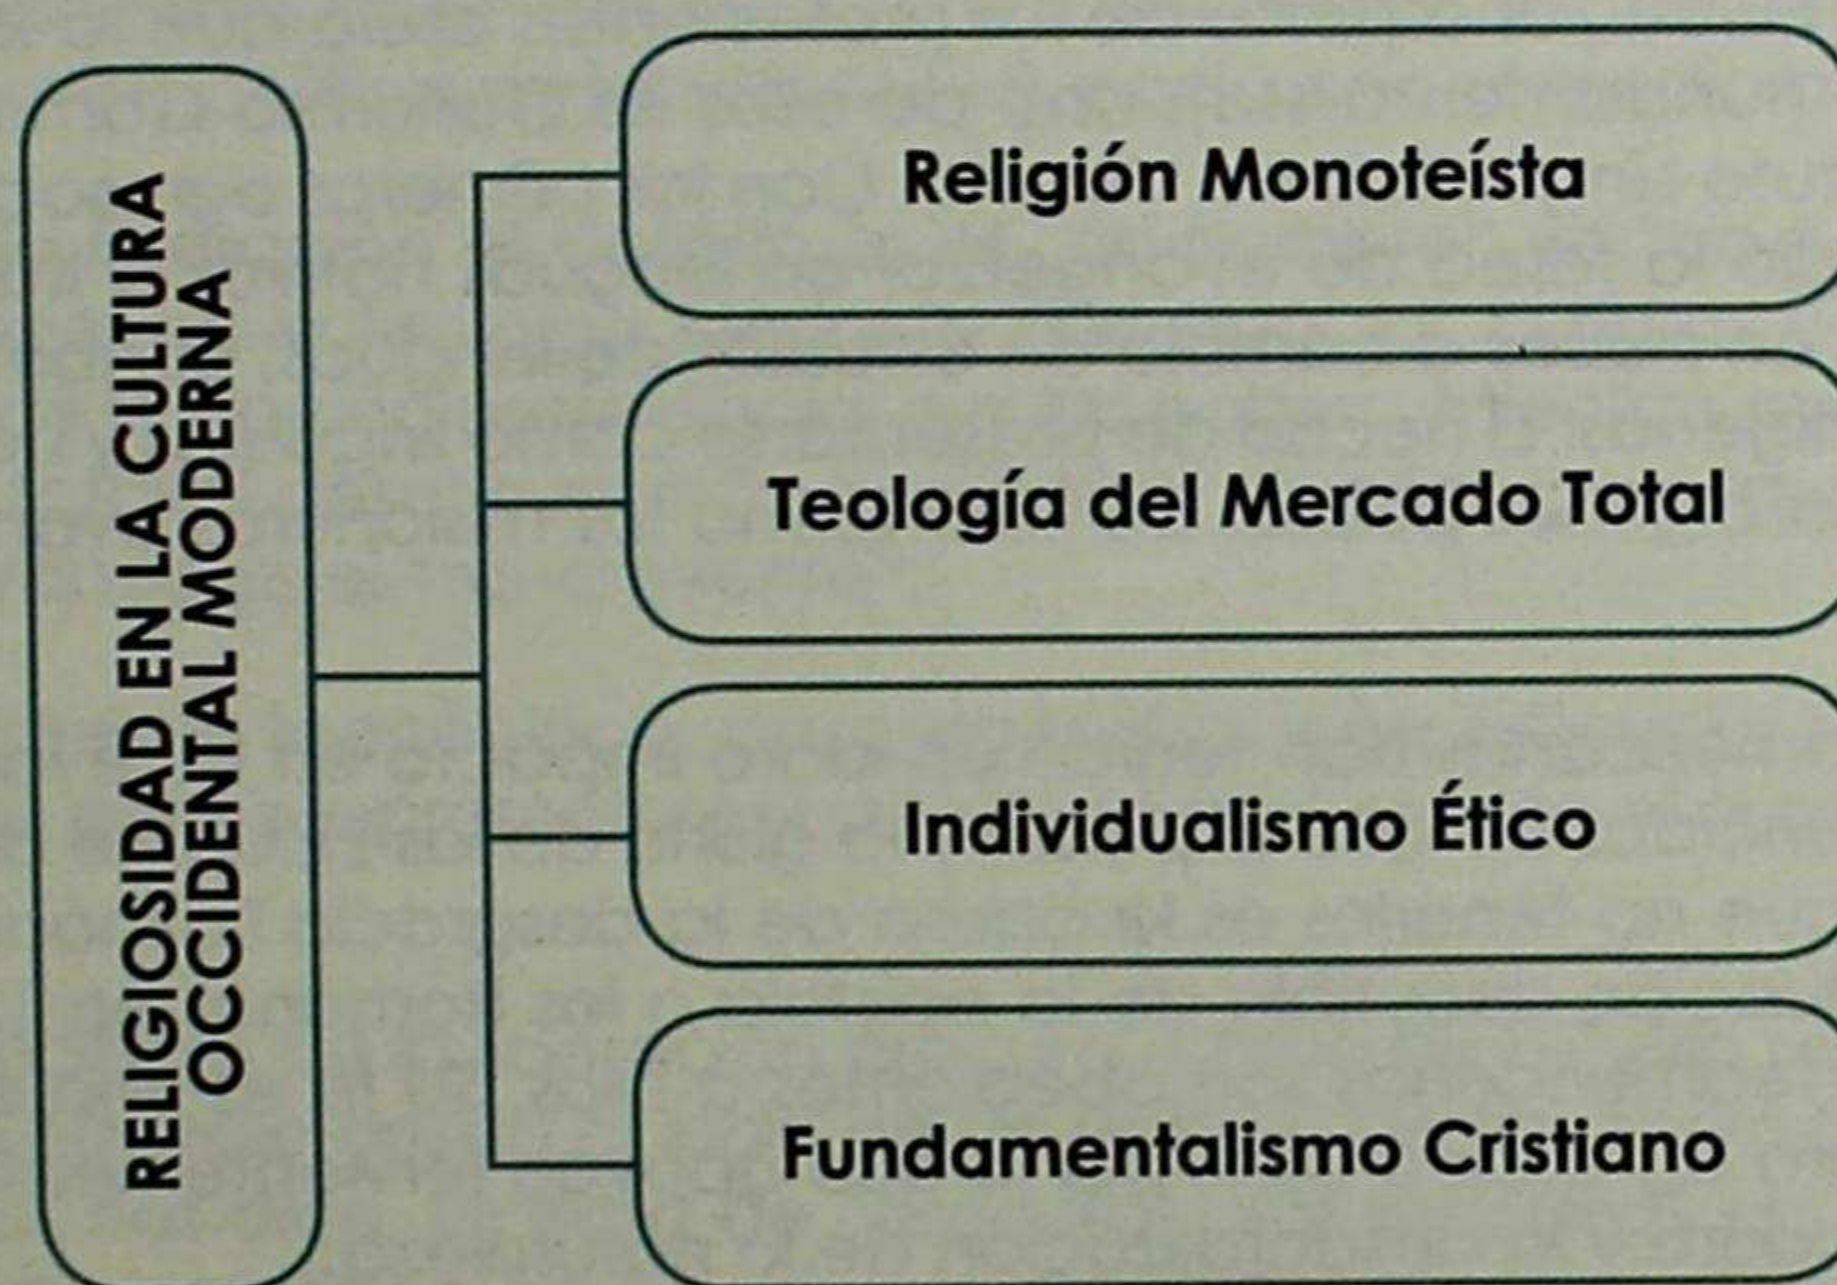 RELIGIOSIDAD EN LA CULTURA
OCCIDENTAL MODERNA
Religión Monoteísta
Teología del Mercado Total
Individualismo Ético
Fundamentalismo Cristiano